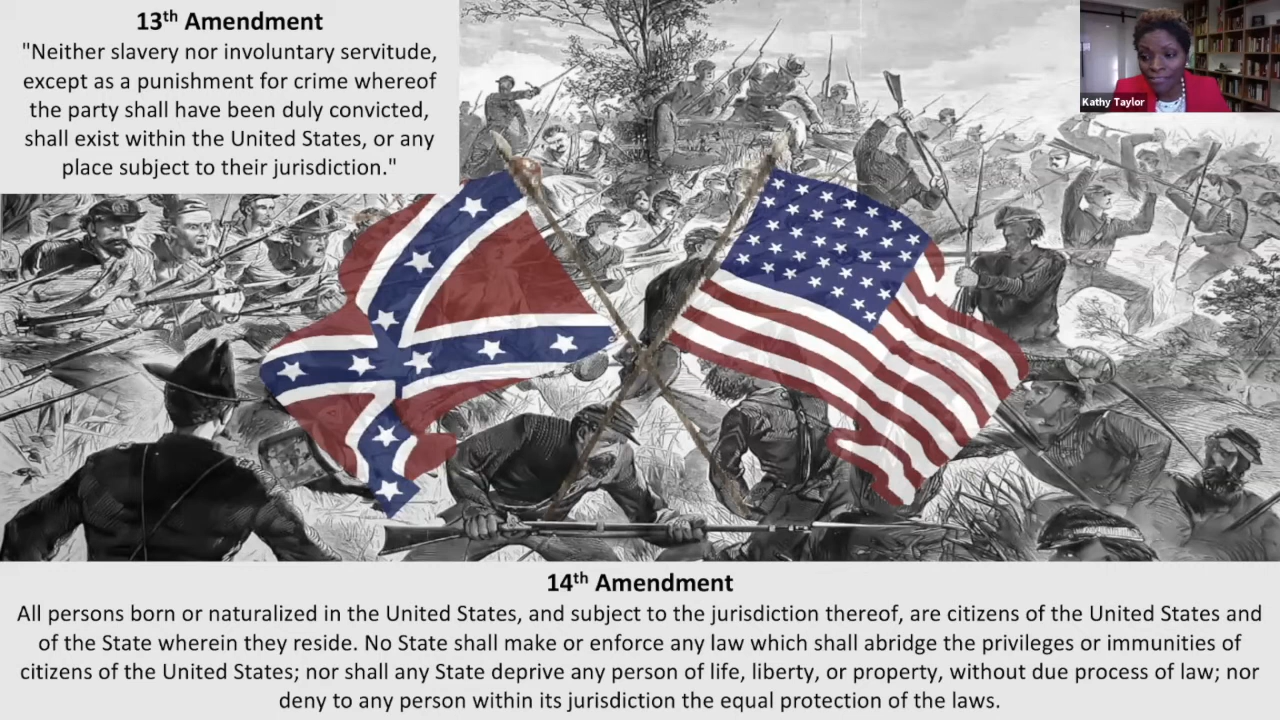 13th Amendment
"Neither slavery nor involuntary servitude,
except as a punishment for crime whereof
the party shall have been duly convicted,
shall exist within the United States, or any
place subject to their jurisdiction."
Kathy Taylor
14th Amendment
All persons born or naturalized in the United States, and subject to the jurisdiction thereof, are citizens of the United States and
of the State wherein they reside. No State shall make or enforce any law which shall abridge the privileges or immunities of
citizens of the United States; nor shall any State deprive any person of life, liberty, or property, without due process of law; nor
deny to any person within its jurisdiction the equal protection of the laws.